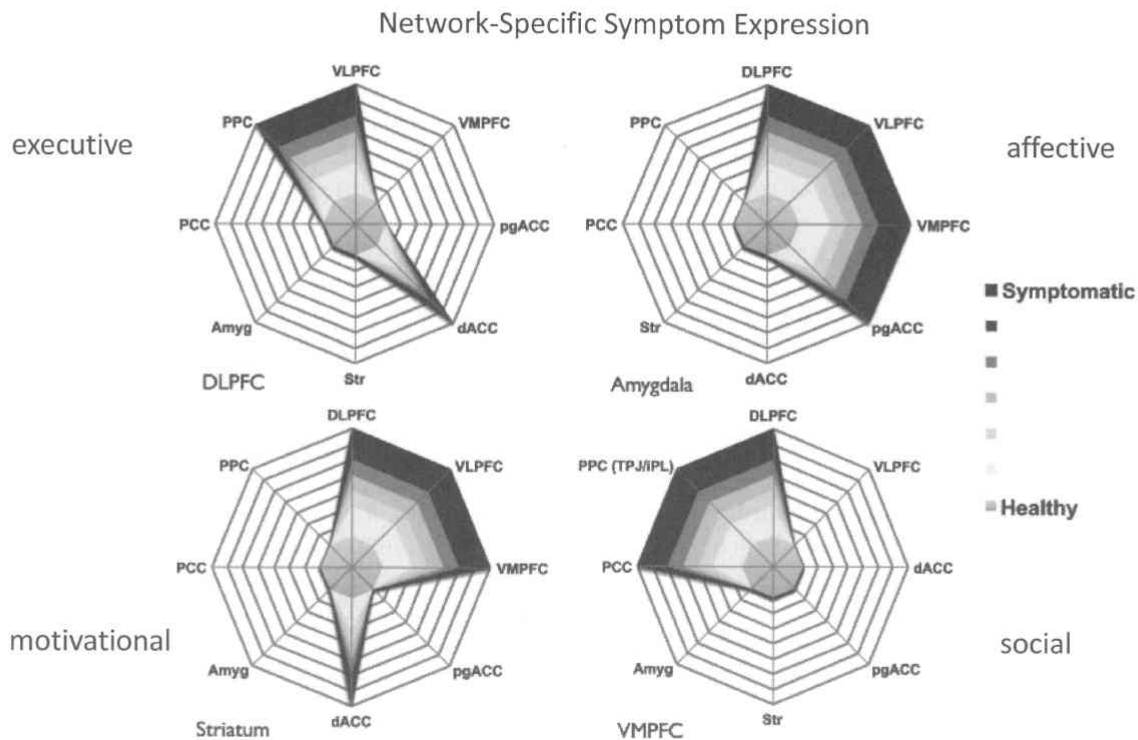 Network-Specific Symptom Expression
executive
VLPFC
PPC
VMPFC
PCC
pgACC
Amyg
dACC
Str
DLPFC
affective
DLPFC
PPC
VLPFC
PCC
VMPFC
Str
pgACC
dACC
Amygdala
Symptomatic
Healthy
motivational
DLPFC
PPC
VLPFC
PCC
VMPFC
Amyg
pgACC
dACC
Striatum
social
DLPFC
PPC (TPJ/IPL)
VLPFC
PCC
dACC
Amyg
pgACC
Str
VMPFC